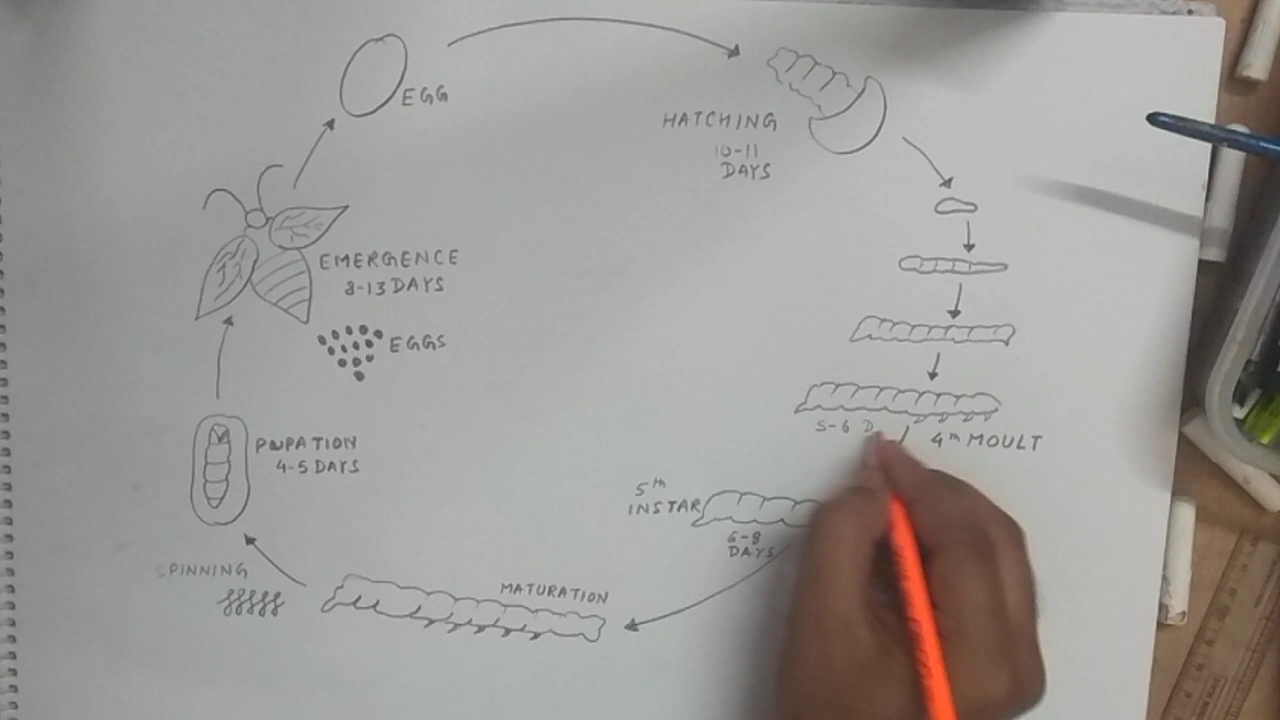 EGG
HATCHING
10-11
DAYS
EMERGENCE
8-13 DAYS
EGGS
5-6 D
4th MOULT
PUPATION
4-5 DAYS
5th
INSTAR
6-8
DAYS
SPINNING
MATURATION